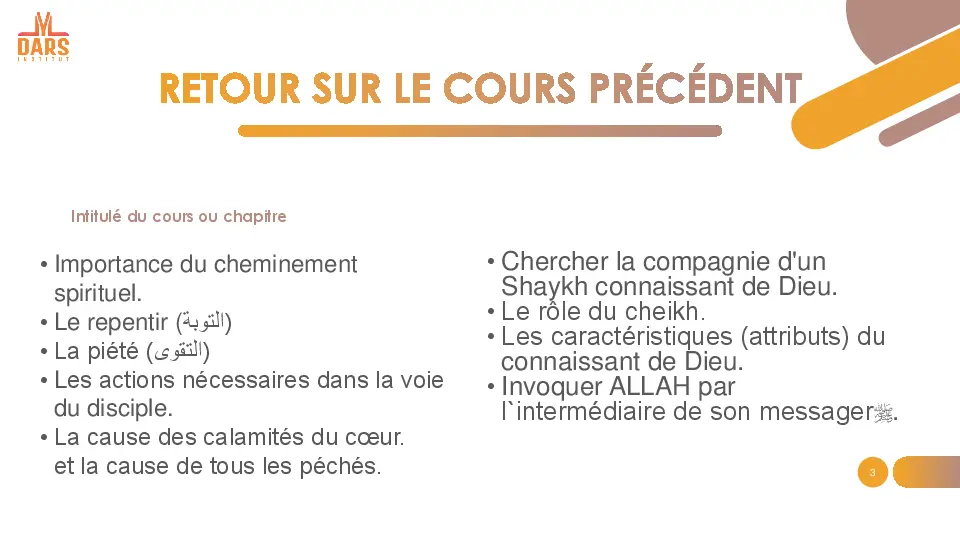 DARS
INSTITUT
RETOUR SUR LE COURS PRÉCÉDENT
Intitulé du cours ou chapitre
• Importance du cheminement
spirituel.
• Le repentir (التوبة)
• La piété (التقوى)
• Les actions nécessaires dans la voie
du disciple.
• La cause des calamités du cœur.
et la cause de tous les péchés.
• Chercher la compagnie d'un
Shaykh connaissant de Dieu.
• Le rôle du cheikh.
• Les caractéristiques (attributs) du
connaissant de Dieu.
• Invoquer ALLAH par
l`intermédiaire de son messagerﷺ.
3